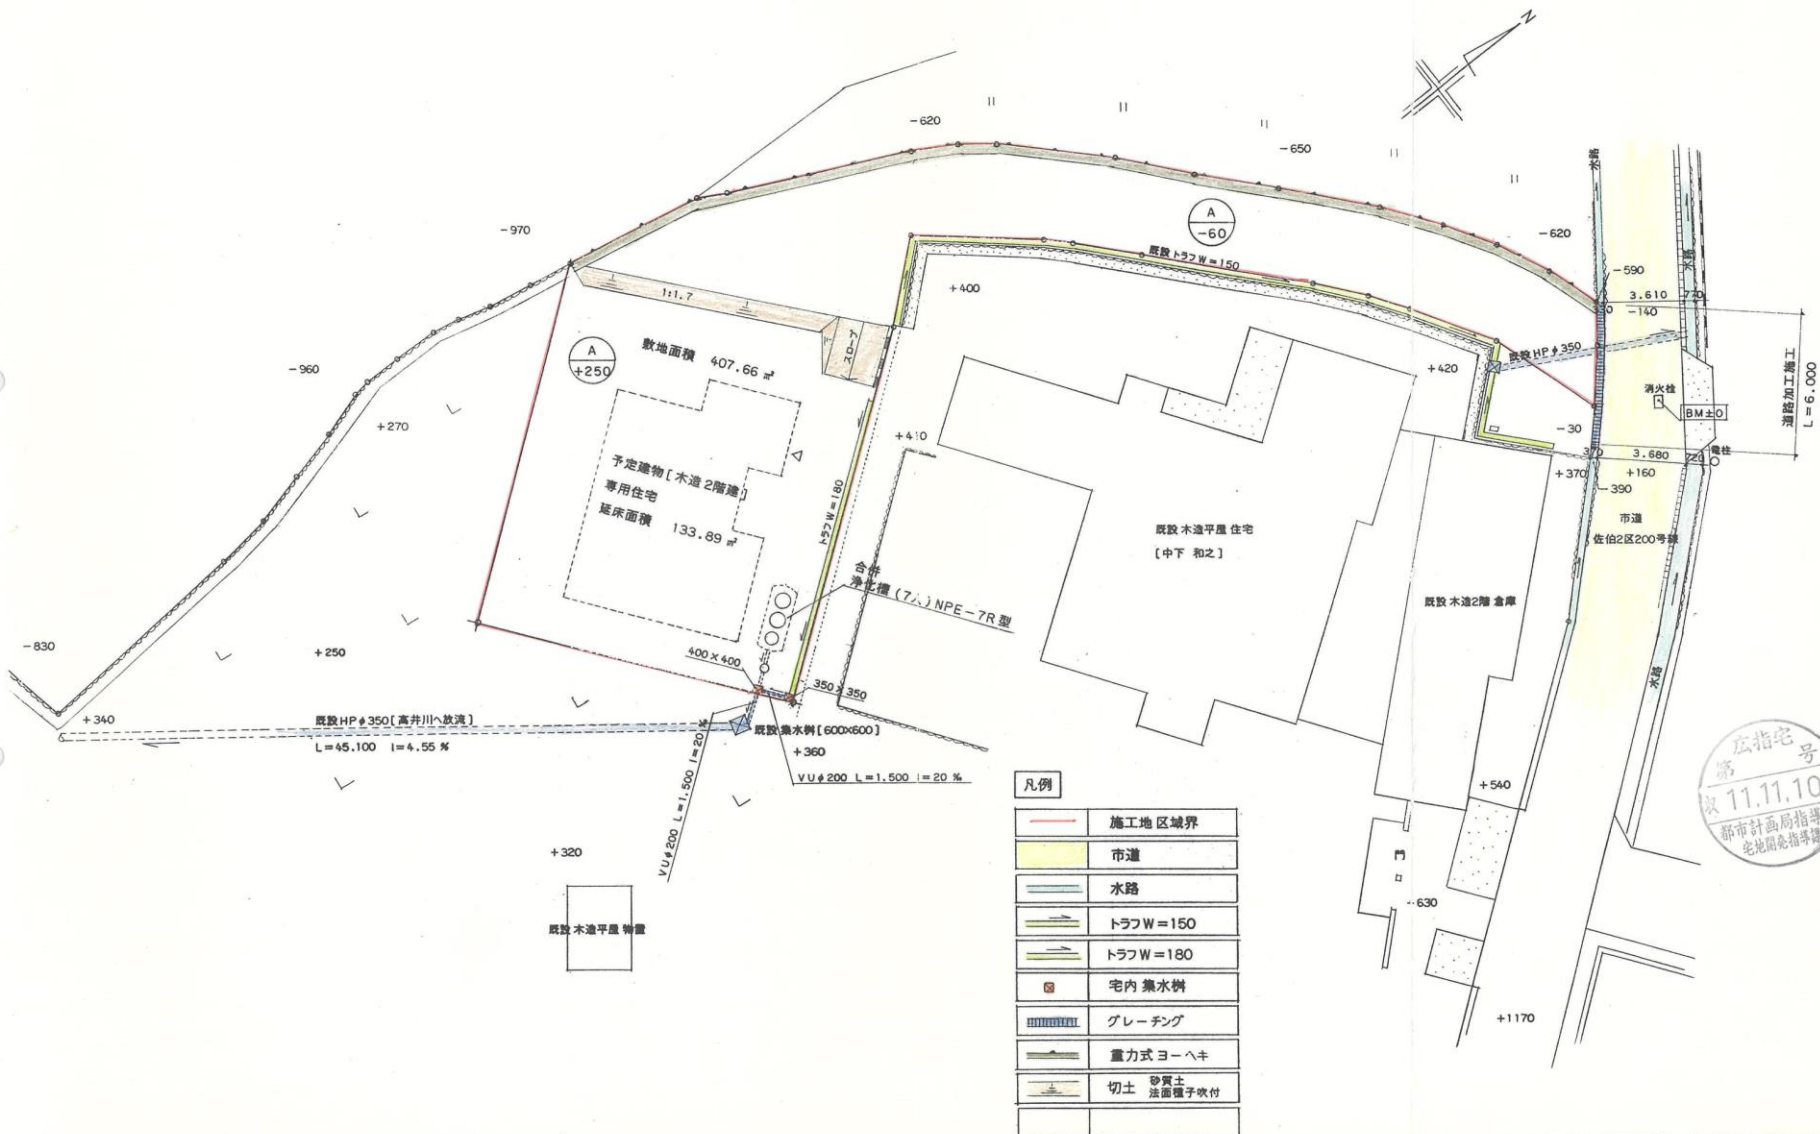 N
-620
-650
-620
-970
-960
-830
A
-60
A
+250
既設トラフW=150
1:1.7
スロープ
+400
+420
+410
-590
3.610
770
-140
水路
水路
既設HPφ350
消火栓
BM±0
道路加工施工
L=6.000
-30
370
3.680
720
電柱
+370
+160
-390
市道
佐伯2区200号線
水路
敷地面積 407.66㎡
予定建物[木造2階建]
専用住宅
延床面積 133.89㎡
トラフW=180
合併
浄化槽(7人)NPE-7R型
既設 木造平屋 住宅
[中下 和之]
既設 木造2階 倉庫
+270
+250
+340
既設HPφ350[高井川へ放流]
L=45.100 I=4.55 %
400×400
350×350
既設 集水桝[600×600]
+360
VUφ200 L=1.500 I=20 %
VUφ200 L=1.500 I=20 %
+320
既設 木造平屋 物置
+540
-630
+1170
凡例
施工地 区域界
市道
水路
トラフW=150
トラフW=180
宅内 集水桝
グレーチング
重力式ヨーヘキ
切土 砂質土
法面種子吹付
広指宅
第 号
収 11.11.10
都市計画局指導
宅地開発指導課